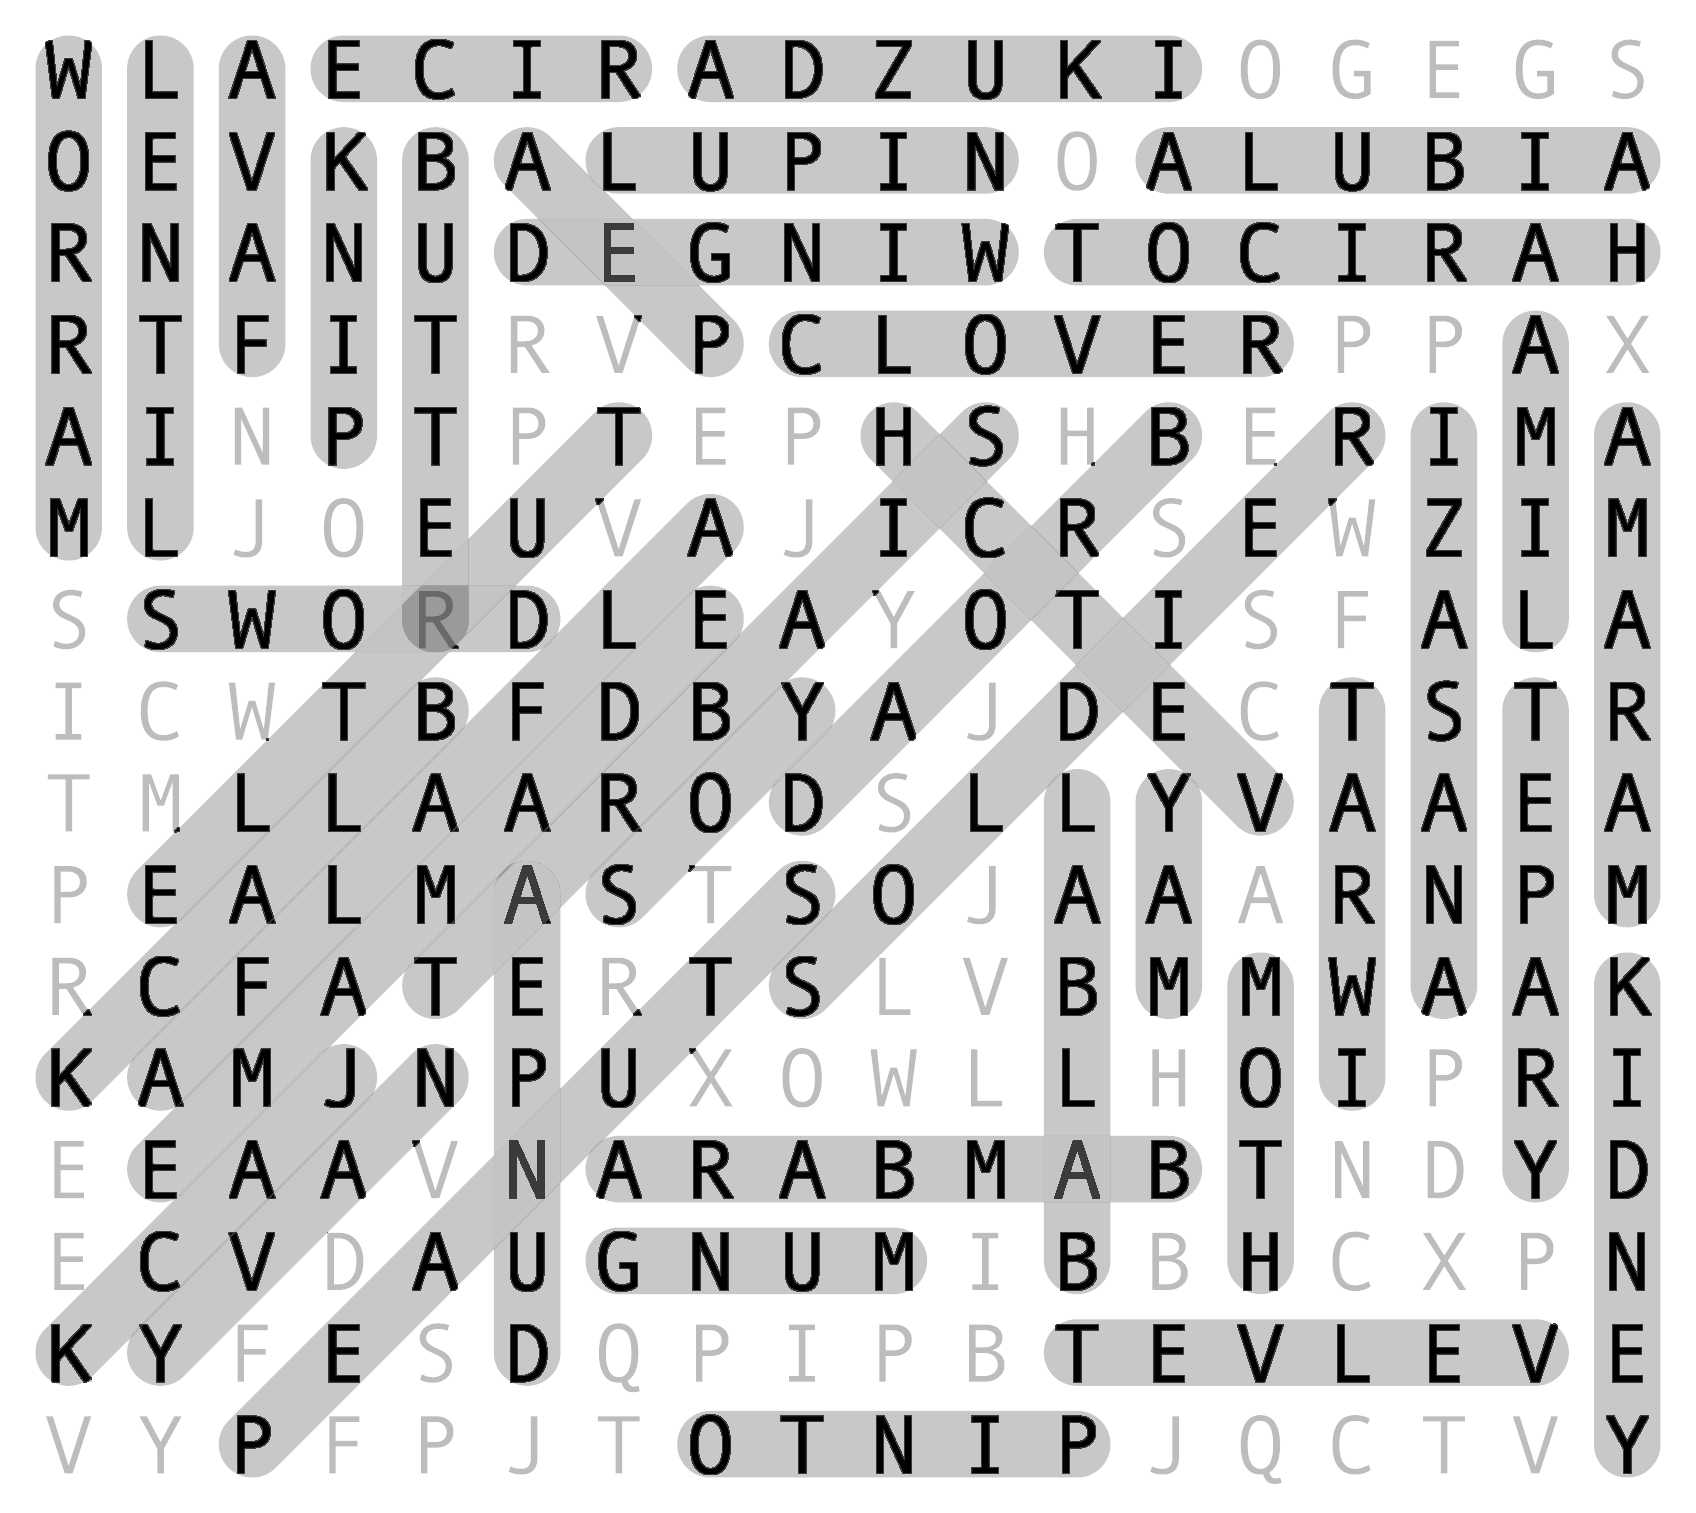 W L A E C I R A D Z U K I O G E G S
O E V K B A L U P I N O A L U B I A
R N A N U D E G N I W T O C I R A H
R T F I T R V P C L O V E R P P A X
A I N P T P T E P H S H B E R I M A
M L J O E U V A J I C R S E W Z I M
S S W O R D L E A Y O T I S F A L A
I C W T B F D B Y A J D E C T S T R
T M L L A A R O D S L L Y V A A E A
P E A L M A S T S O J A A A R N P M
R C F A T E R T S L V B M M W A A K
K A M J N P U X O W L L H O I P R I
E E A A V N A R A B M A B T N D Y D
E C V D A U G N U M I B B H C X P N
K Y F E S D Q P I P B T E V L E V E
V Y P F P J T O T N I P J Q C T V Y